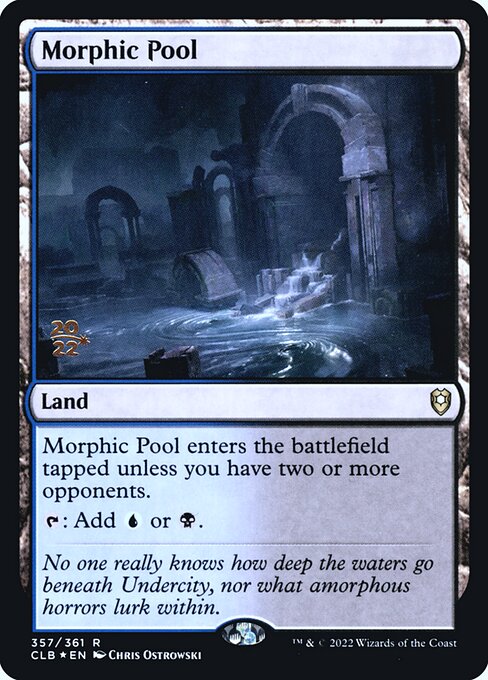 Morphic Pool
20
22
Land
Morphic Pool enters the battlefield
tapped unless you have two or more
opponents.
: Add or .
No one really knows how deep the waters go
beneath Undercity, nor what amorphous
horrors lurk within.
357/361 R
CLB ★ EN Chris Ostrowski
™ & © 2022 Wizards of the Coast